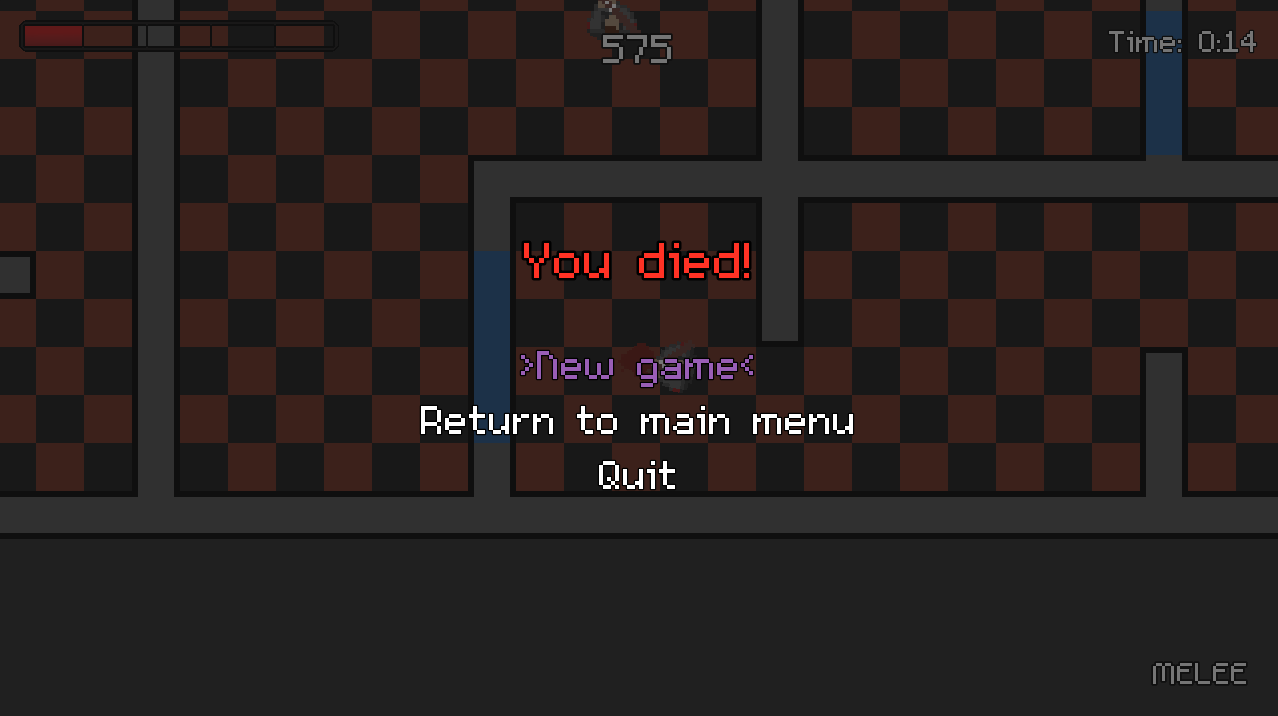 575
Time: 0:14
You died!
>New game<
Return to main menu
Quit
MELEE